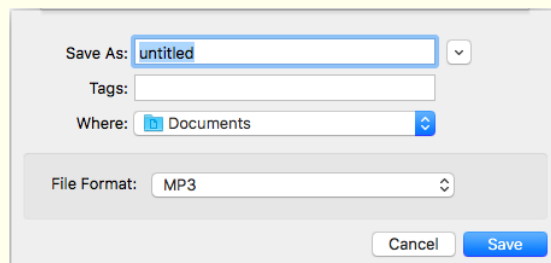 Save As: untitled
Tags:
Where: Documents
File Format: MP3
Cancel Save